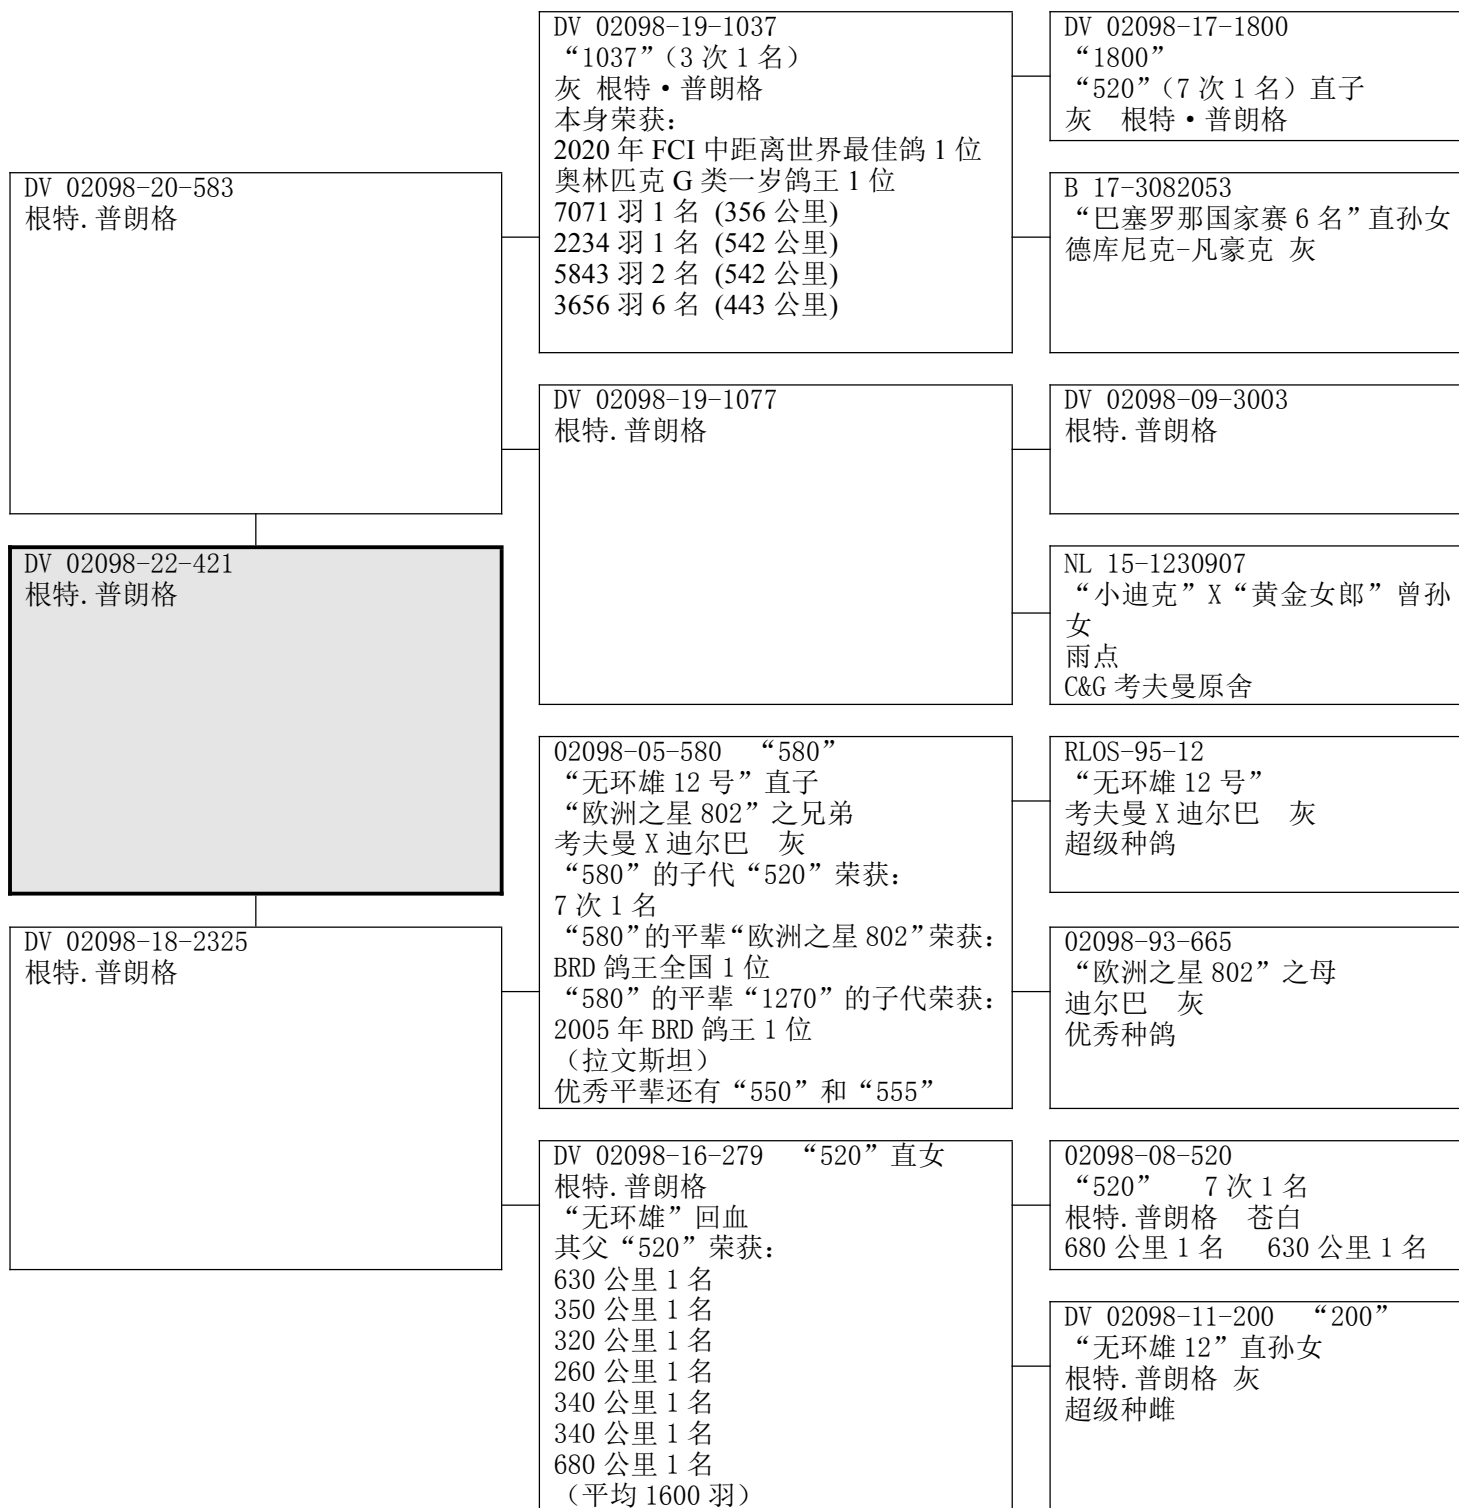 DV 02098-20-583
根特.普朗格
DV 02098-22-421
根特.普朗格
DV 02098-18-2325
根特.普朗格
DV 02098-19-1037
“1037”（3 次 1 名）
灰 根特·普朗格
本身荣获：
2020 年 FCI 中距离世界最佳鸽 1 位
奥林匹克 G 类一岁鸽王 1 位
7071 羽 1 名 (356 公里)
2234 羽 1 名 (542 公里)
5843 羽 2 名 (542 公里)
3656 羽 6 名 (443 公里)
DV 02098-19-1077
根特.普朗格
02098-05-580 “580”
“无环雄 12 号”直子
“欧洲之星 802”之兄弟
考夫曼 X 迪尔巴 灰
“580”的子代“520”荣获：
7 次 1 名
“580”的平辈“欧洲之星 802”荣获：
BRD 鸽王全国 1 位
“580”的平辈“1270”的子代荣获：
2005 年 BRD 鸽王 1 位
（拉文斯坦）
优秀平辈还有“550”和“555”
DV 02098-16-279 “520”直女
根特.普朗格
“无环雄”回血
其父“520”荣获：
630 公里 1 名
350 公里 1 名
320 公里 1 名
260 公里 1 名
340 公里 1 名
340 公里 1 名
680 公里 1 名
（平均 1600 羽）
DV 02098-17-1800
“1800”
“520”（7 次 1 名）直子
灰 根特·普朗格
B 17-3082053
“巴塞罗那国家赛 6 名”直孙女
德库尼克-凡豪克 灰
DV 02098-09-3003
根特.普朗格
NL 15-1230907
“小迪克”X“黄金女郎”曾孙
女
雨点
C&G 考夫曼原舍
RLOS-95-12
“无环雄 12 号”
考夫曼 X 迪尔巴 灰
超级种鸽
02098-93-665
“欧洲之星 802”之母
迪尔巴 灰
优秀种鸽
02098-08-520
“520” 7 次 1 名
根特.普朗格 苍白
680 公里 1 名 630 公里 1 名
DV 02098-11-200 “200”
“无环雄 12”直孙女
根特.普朗格 灰
超级种雌